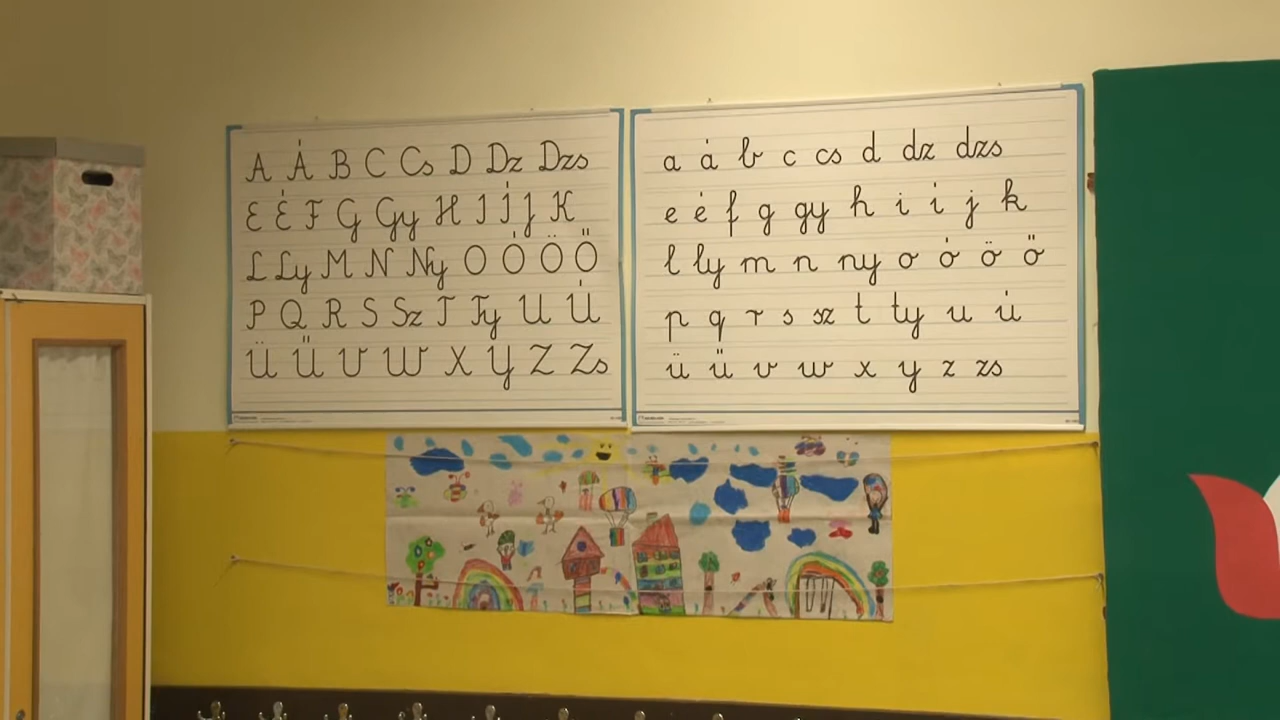 A Á B C Cs D Dz Dzs
E É F G Gy H I Í J K
L Ly M N Ny O Ó Ö Ő
P Q R S Sz T Ty U Ú
Ü Ű V W X Y Z Zs
a á b c cs d dz dzs
e é f g gy h i í j k
l ly m n ny o ó ö ő
p q r s sz t ty u ú
ü ű v w x y z zs